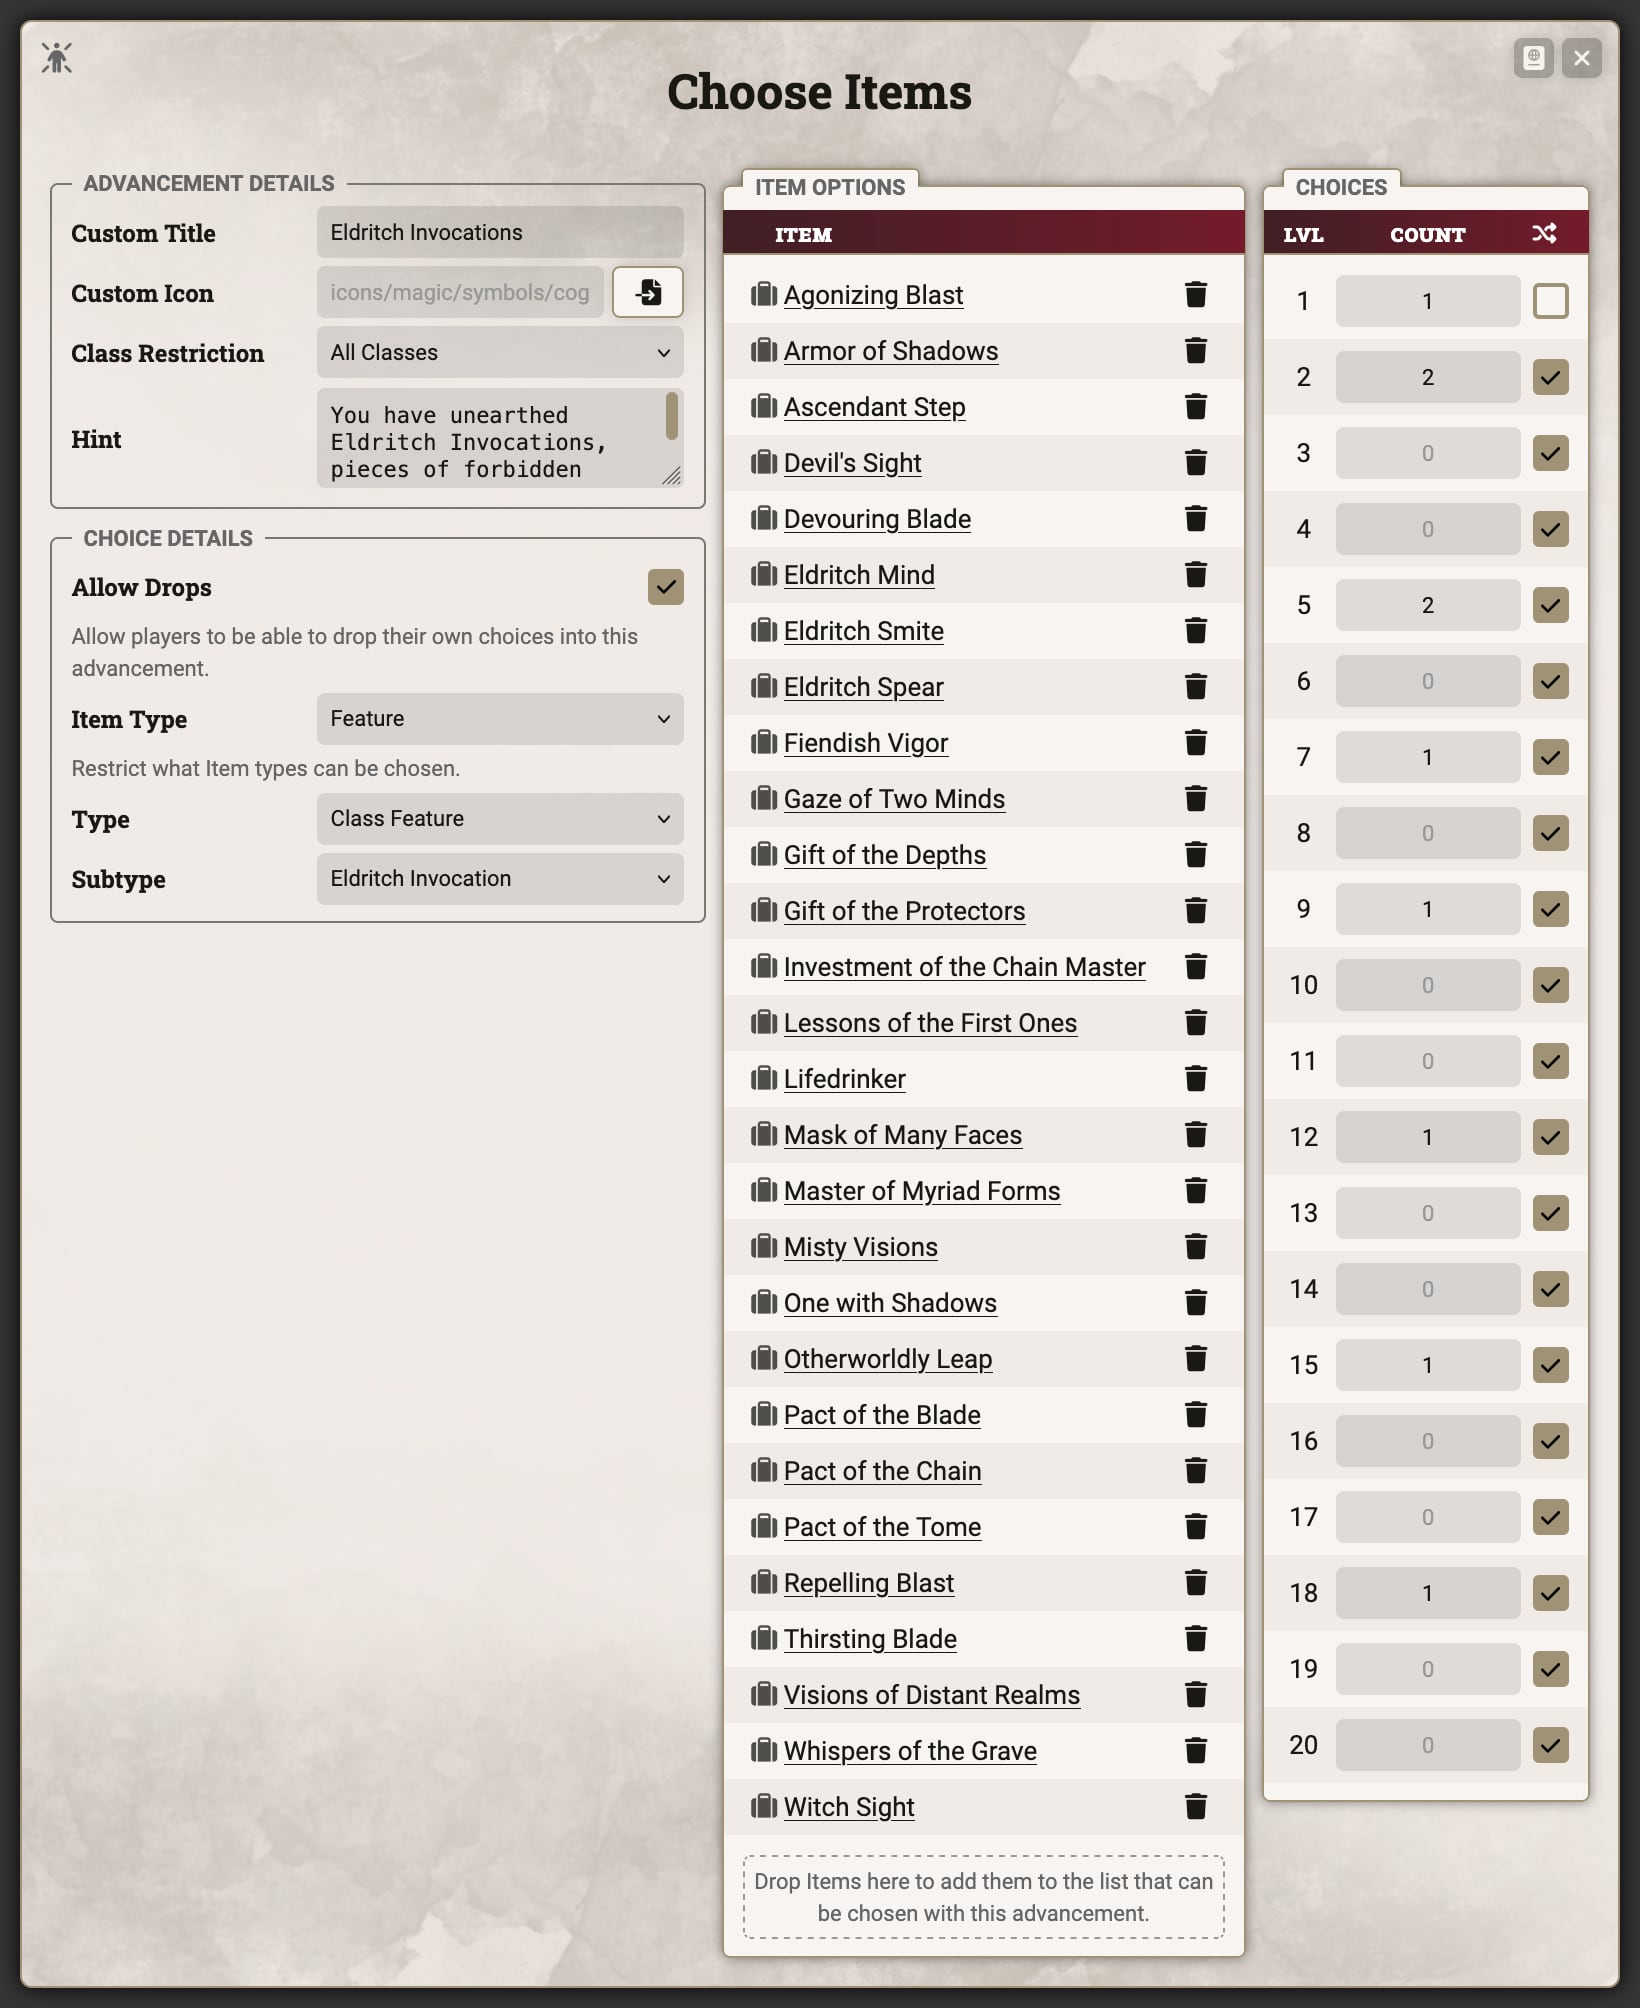 Choose Items
ADVANCEMENT DETAILS
Custom Title
Eldritch Invocations
Custom Icon
icons/magic/symbols/cog
Class Restriction
All Classes
Hint
You have unearthed
Eldritch Invocations,
pieces of forbidden
CHOICE DETAILS
Allow Drops
Allow players to be able to drop their own choices into this
advancement.
Item Type
Feature
Restrict what Item types can be chosen.
Type
Class Feature
Subtype
Eldritch Invocation
ITEM OPTIONS
ITEM
Agonizing Blast
Armor of Shadows
Ascendant Step
Devil's Sight
Devouring Blade
Eldritch Mind
Eldritch Smite
Eldritch Spear
Fiendish Vigor
Gaze of Two Minds
Gift of the Depths
Gift of the Protectors
Investment of the Chain Master
Lessons of the First Ones
Lifedrinker
Mask of Many Faces
Master of Myriad Forms
Misty Visions
One with Shadows
Otherworldly Leap
Pact of the Blade
Pact of the Chain
Pact of the Tome
Repelling Blast
Thirsting Blade
Visions of Distant Realms
Whispers of the Grave
Witch Sight
Drop Items here to add them to the list that can
be chosen with this advancement.
CHOICES
LVL COUNT
1 1
2 2
3 0
4 0
5 2
6 0
7 1
8 0
9 1
10 0
11 0
12 1
13 0
14 0
15 1
16 0
17 0
18 1
19 0
20 0